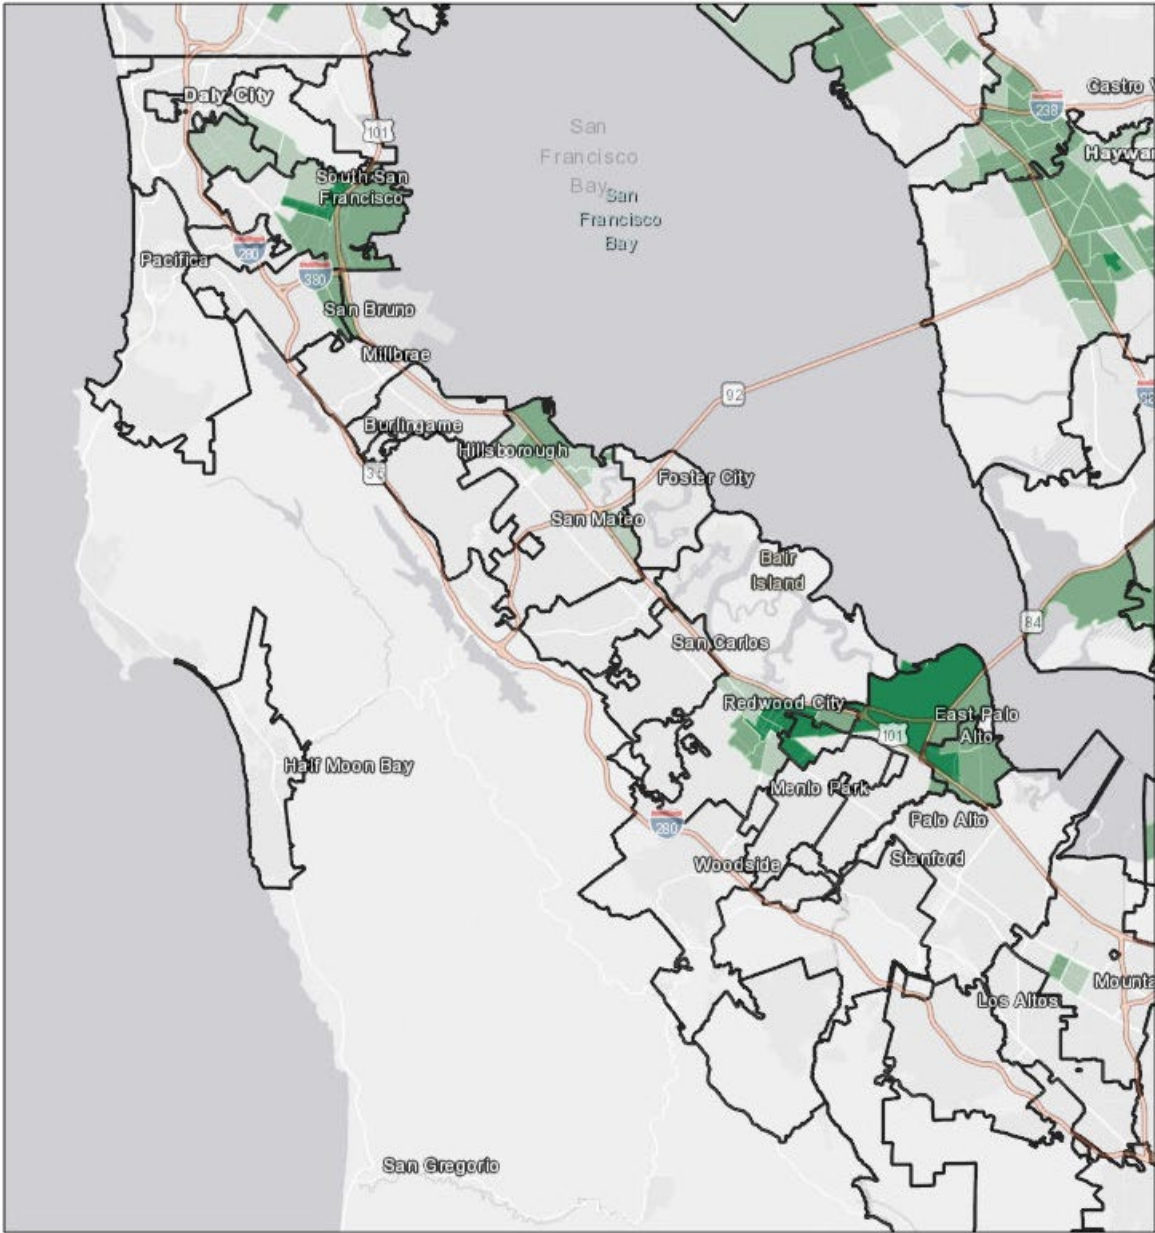 Daly City
101
238
Castro V
Haywar
San
Francisco
Bay
San
Francisco
Bay
South San
Francisco
Pacifica
280
380
San Bruno
Millbrae
92
Burlingame
Hillsborough
35
Foster City
San Mateo
Bair
Island
84
San Carlos
Redwood City
East Palo
Alto
101
Half Moon Bay
Menlo Park
280
Palo Alto
Woodside
Stanford
Mounta
Los Altos
San Gregorio